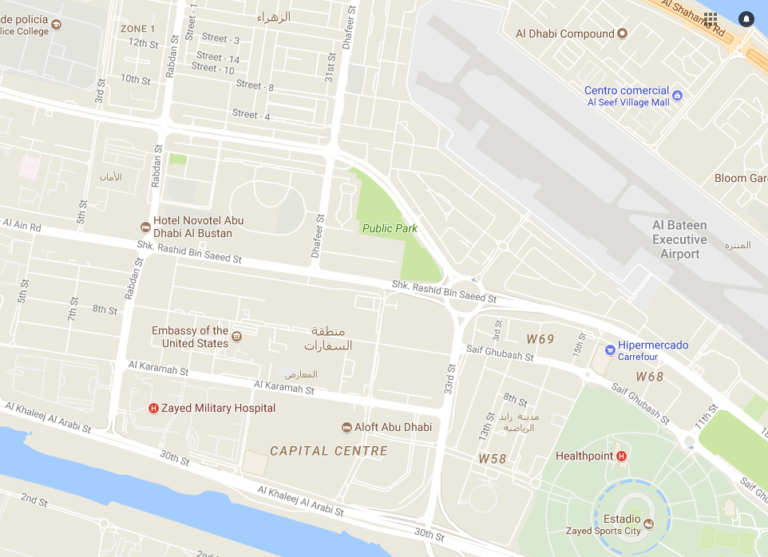 de policía
lice College
ZONE 1
12th St
10th St
3rd St
Rabdan St
الزهراء
Street - 3
Street - 14
Street - 10
Street - 8
Street - 4
Dhafeer St
31st St
Al Dhabi Compound
Centro comercial
Al Seef Village Mall
Bloom Gar
Al Bateen
Executive
Airport
الأمان
5th St
Rabdan St
Al Ain Rd
Hotel Novotel Abu
Dhabi Al Bustan
Shk. Rashid Bin Saeed St
Dhafeer St
Public Park
Shk. Rashid Bin Saeed St
5th St
7th St
8th St
Rabdan St
Embassy of the
United States
منطقة
السفارات
المعارض
3rd St
W69
15th St
Hipermercado
Carrefour
W68
Saif Ghubash St
Saif Ghubash St
11th St
Al Karamah St
Al Karamah St
33rd St
Zayed Military Hospital
Al Khaleej Al Arabi St
Aloft Abu Dhabi
8th St
13th St
مدينة زايد
الرياضية
CAPITAL CENTRE
W58
Healthpoint
30th St
Al Khaleej Al Arabi St
30th St
2nd St
2nd St
Estadio
Zayed Sports City